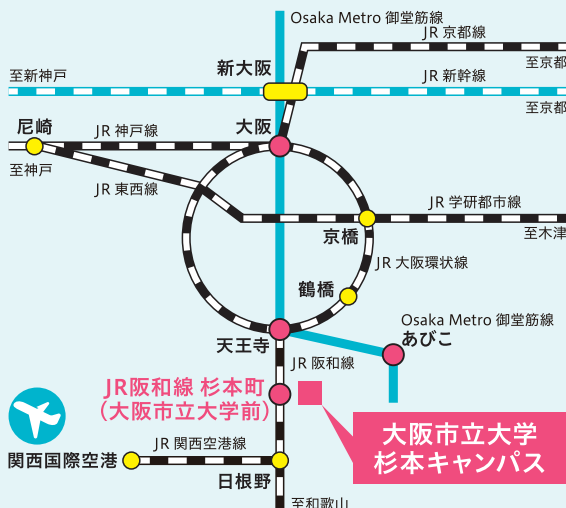 Osaka Metro 御堂筋線
JR 京都線
至京都
新大阪
至新神戸
JR 新幹線
至京都
尼崎
JR 神戸線
大阪
至神戸
JR 東西線
JR 学研都市線
京橋
至木津
JR 大阪環状線
鶴橋
Osaka Metro 御堂筋線
あびこ
天王寺
JR 阪和線
JR阪和線 杉本町
（大阪市立大学前）
大阪市立大学
杉本キャンパス
JR 関西空港線
関西国際空港
日根野
至和歌山